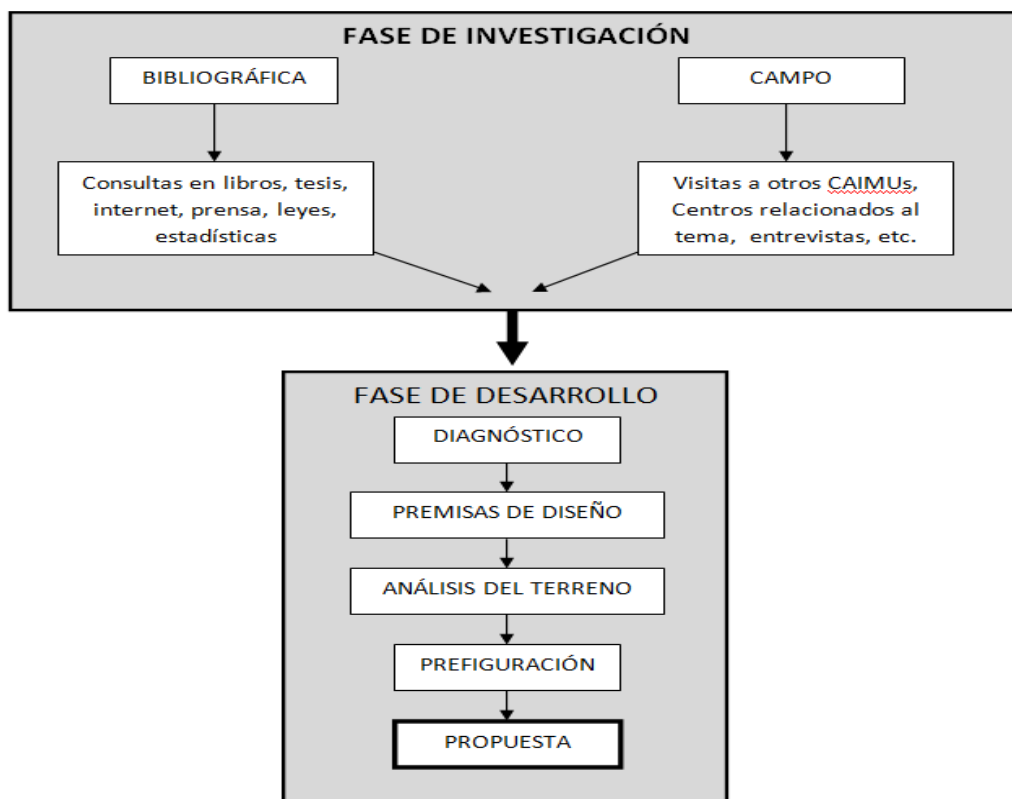 FASE DE INVESTIGACIÓN
BIBLIOGRÁFICA
Consultas en libros, tesis,
internet, prensa, leyes,
estadísticas
CAMPO
Visitas a otros CAIMUs,
Centros relacionados al
tema, entrevistas, etc.
FASE DE DESARROLLO
DIAGNÓSTICO
PREMISAS DE DISEÑO
ANÁLISIS DEL TERRENO
PREFIGURACIÓN
PROPUESTA